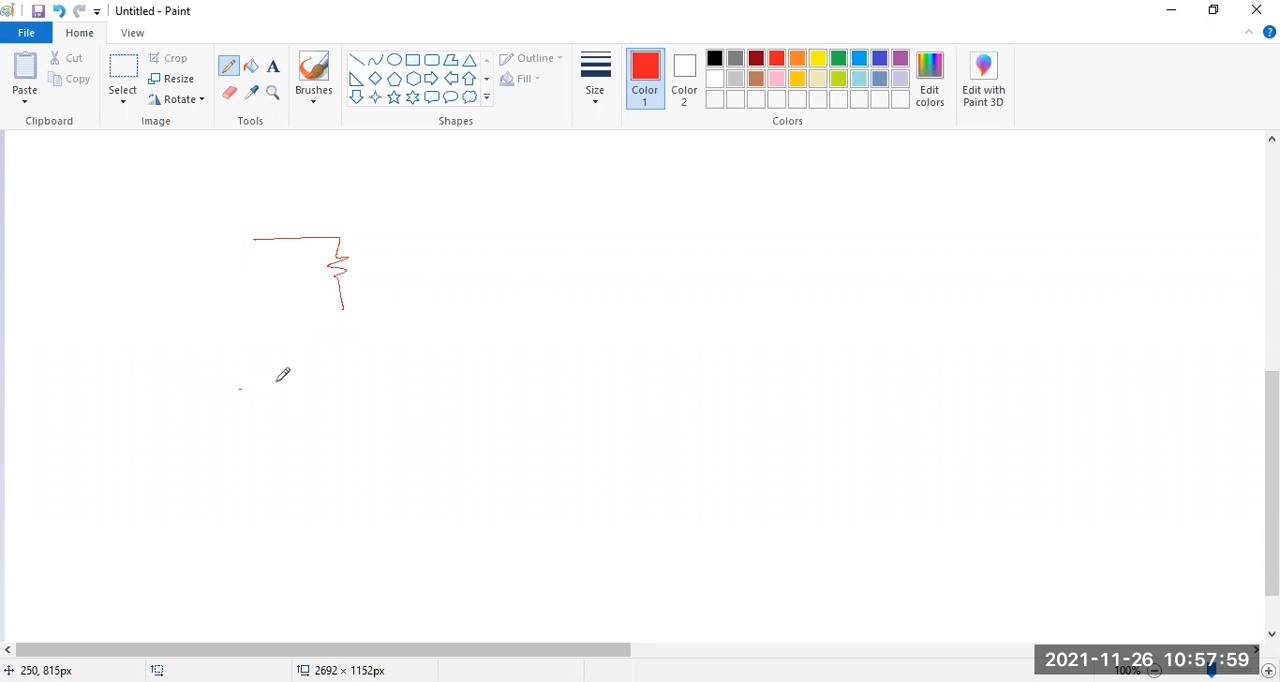 Untitled - Paint
File Home View
Paste
Cut
Copy
Clipboard
Select
Crop
Resize
Rotate
Image
A
Tools
Brushes
Shapes
Outline
Fill
Size
Color 1
Color 2
Colors
Edit colors
Edit with Paint 3D
250, 815px
2692 × 1152px
100%
2021-11-26 10:57:59